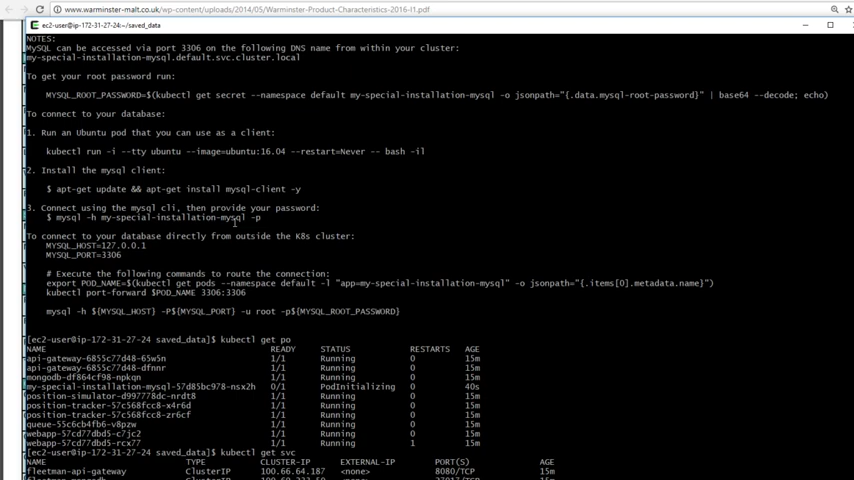 www.warminster-malt.co.uk/wp-content/uploads/2014/05/Warminster-Product-Characteristics-2016-I1.pdf
ec2-user@ip-172-31-27-24:~/saved_data
NOTES:
MySQL can be accessed via port 3306 on the following DNS name from within your cluster:
my-special-installation-mysql.default.svc.cluster.local
To get your root password run:
MYSQL_ROOT_PASSWORD=$(kubectl get secret --namespace default my-special-installation-mysql -o jsonpath="{.data.mysql-root-password}" | base64 --decode; echo)
To connect to your database:
1. Run an Ubuntu pod that you can use as a client:
kubectl run -i --tty ubuntu --image=ubuntu:16.04 --restart=Never -- bash -il
2. Install the mysql client:
$ apt-get update && apt-get install mysql-client -y
3. Connect using the mysql cli, then provide your password:
$ mysql -h my-special-installation-mysql -p
To connect to your database directly from outside the K8s cluster:
MYSQL_HOST=127.0.0.1
MYSQL_PORT=3306
# Execute the following commands to route the connection:
export POD_NAME=$(kubectl get pods --namespace default -l "app=my-special-installation-mysql" -o jsonpath="{.items[0].metadata.name}")
kubectl port-forward $POD_NAME 3306:3306
mysql -h ${MYSQL_HOST} -P${MYSQL_PORT} -u root -p${MYSQL_ROOT_PASSWORD}
[ec2-user@ip-172-31-27-24 saved_data]$ kubectl get po
NAME READY STATUS RESTARTS AGE
api-gateway-6855c77d48-65w5n 1/1 Running 0 15m
api-gateway-6855c77d48-dfnnr 1/1 Running 0 15m
mongodb-df864cf98-npkqn 1/1 Running 0 15m
my-special-installation-mysql-57d85bc978-nsx2h 0/1 PodInitializing 0 40s
position-simulator-d997778dc-nrdt8 1/1 Running 0 15m
position-tracker-57c568fcc8-x4r6d 1/1 Running 0 15m
position-tracker-57c568fcc8-zr6cf 1/1 Running 0 15m
queue-55c6cb4fb6-v8pzw 1/1 Running 0 15m
webapp-57cd77dbd5-c7jc2 1/1 Running 0 15m
webapp-57cd77dbd5-rcx77 1/1 Running 1 15m
[ec2-user@ip-172-31-27-24 saved_data]$ kubectl get svc
NAME TYPE CLUSTER-IP EXTERNAL-IP PORT(S) AGE
fleetman-api-gateway ClusterIP 100.66.64.187 <none> 8080/TCP 15m